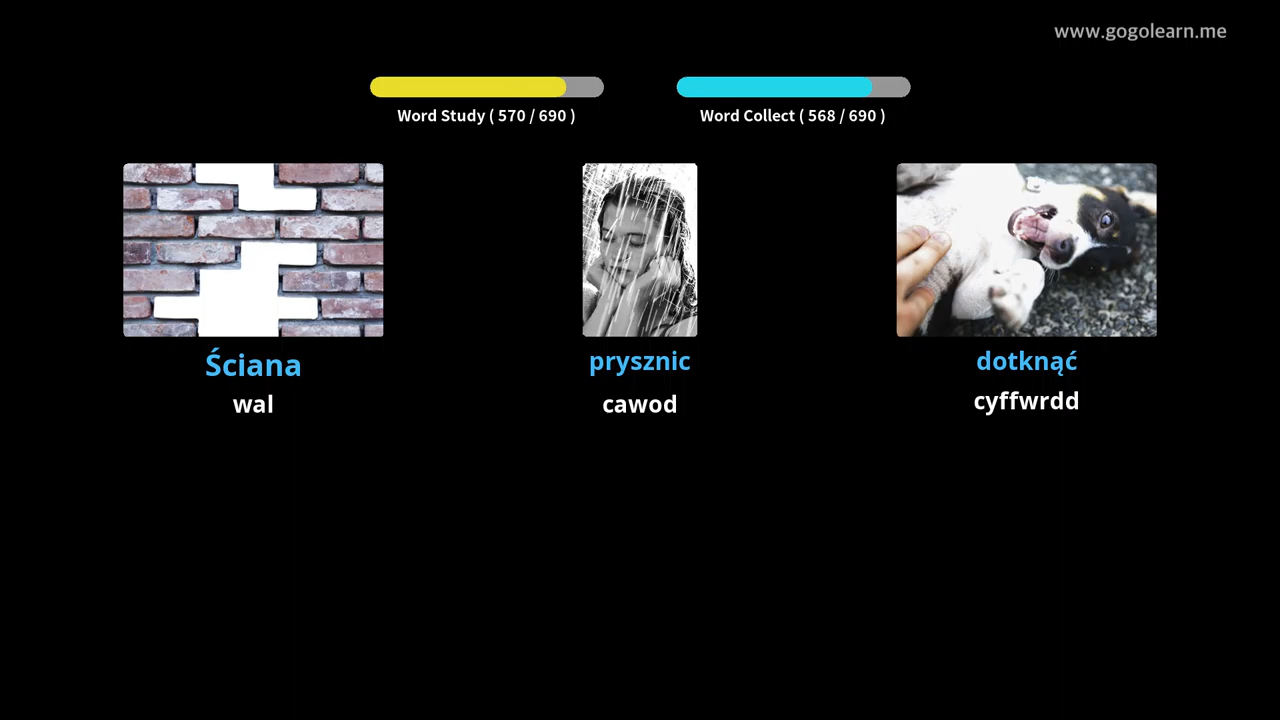 www.gogolearn.me
Word Study ( 570 / 690 )
Word Collect ( 568 / 690 )
Ściana
prysznic
dotknąć
wal
cawod
cyffwrdd